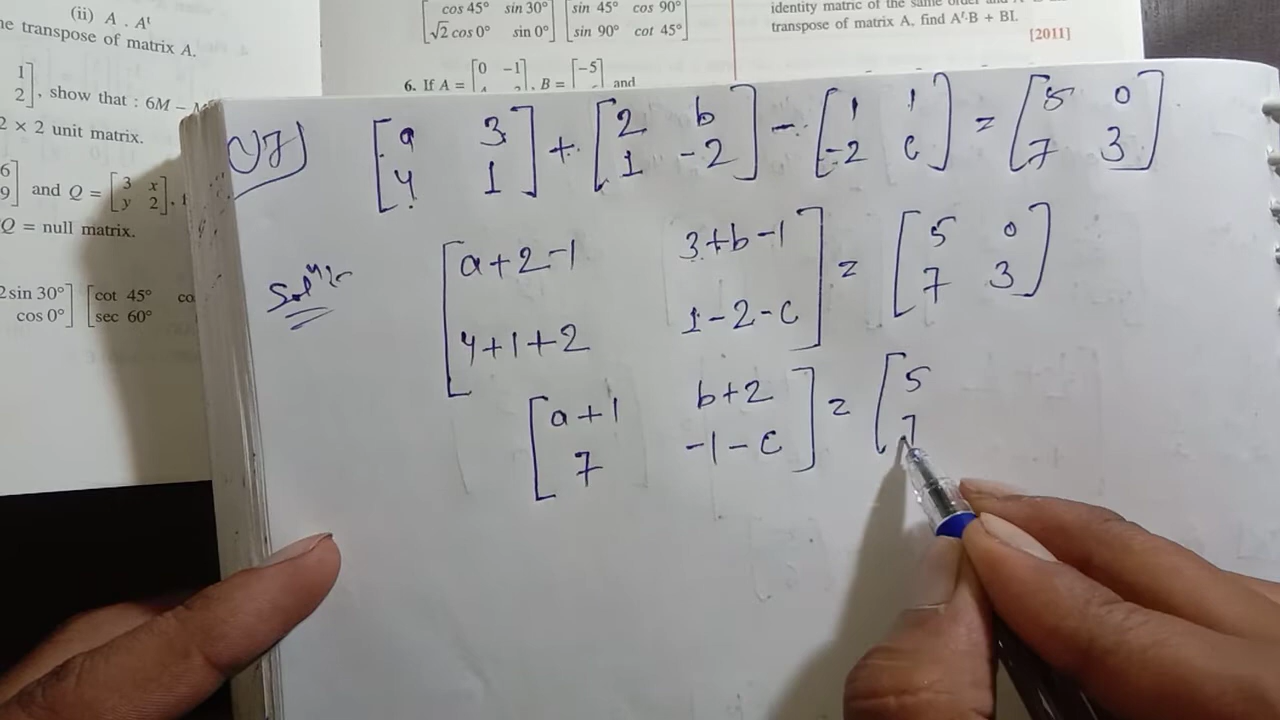 (ii) A . Aᵗ
he transpose of matrix A.
1
2], show that : 6M – M
2 × 2 unit matrix.
6
9] and Q = [3 x
y 2],
Q = null matrix.
2 sin 30°] [cot 45° co
cos 0°] [sec 60°
[cos 45° sin 30°] [sin 45° cos 90°]
[√2 cos 0° sin 0°] [sin 90° cot 45°]
identity matric of the same order and
transpose of matrix A, find Aᵗ·B + BI.
[2011]
6. If A = [0 −1], B = [−5] and
[a 3] + [2 b] - [1 1] = [5 0]
[4 1] [1 -2] [-2 c] [7 3]
Solⁿ:-
[a+2-1 3+b-1] = [5 0]
[4+1+2 1-2-c] [7 3]
[a+1 b+2] = [5
[7 -1-c] [7